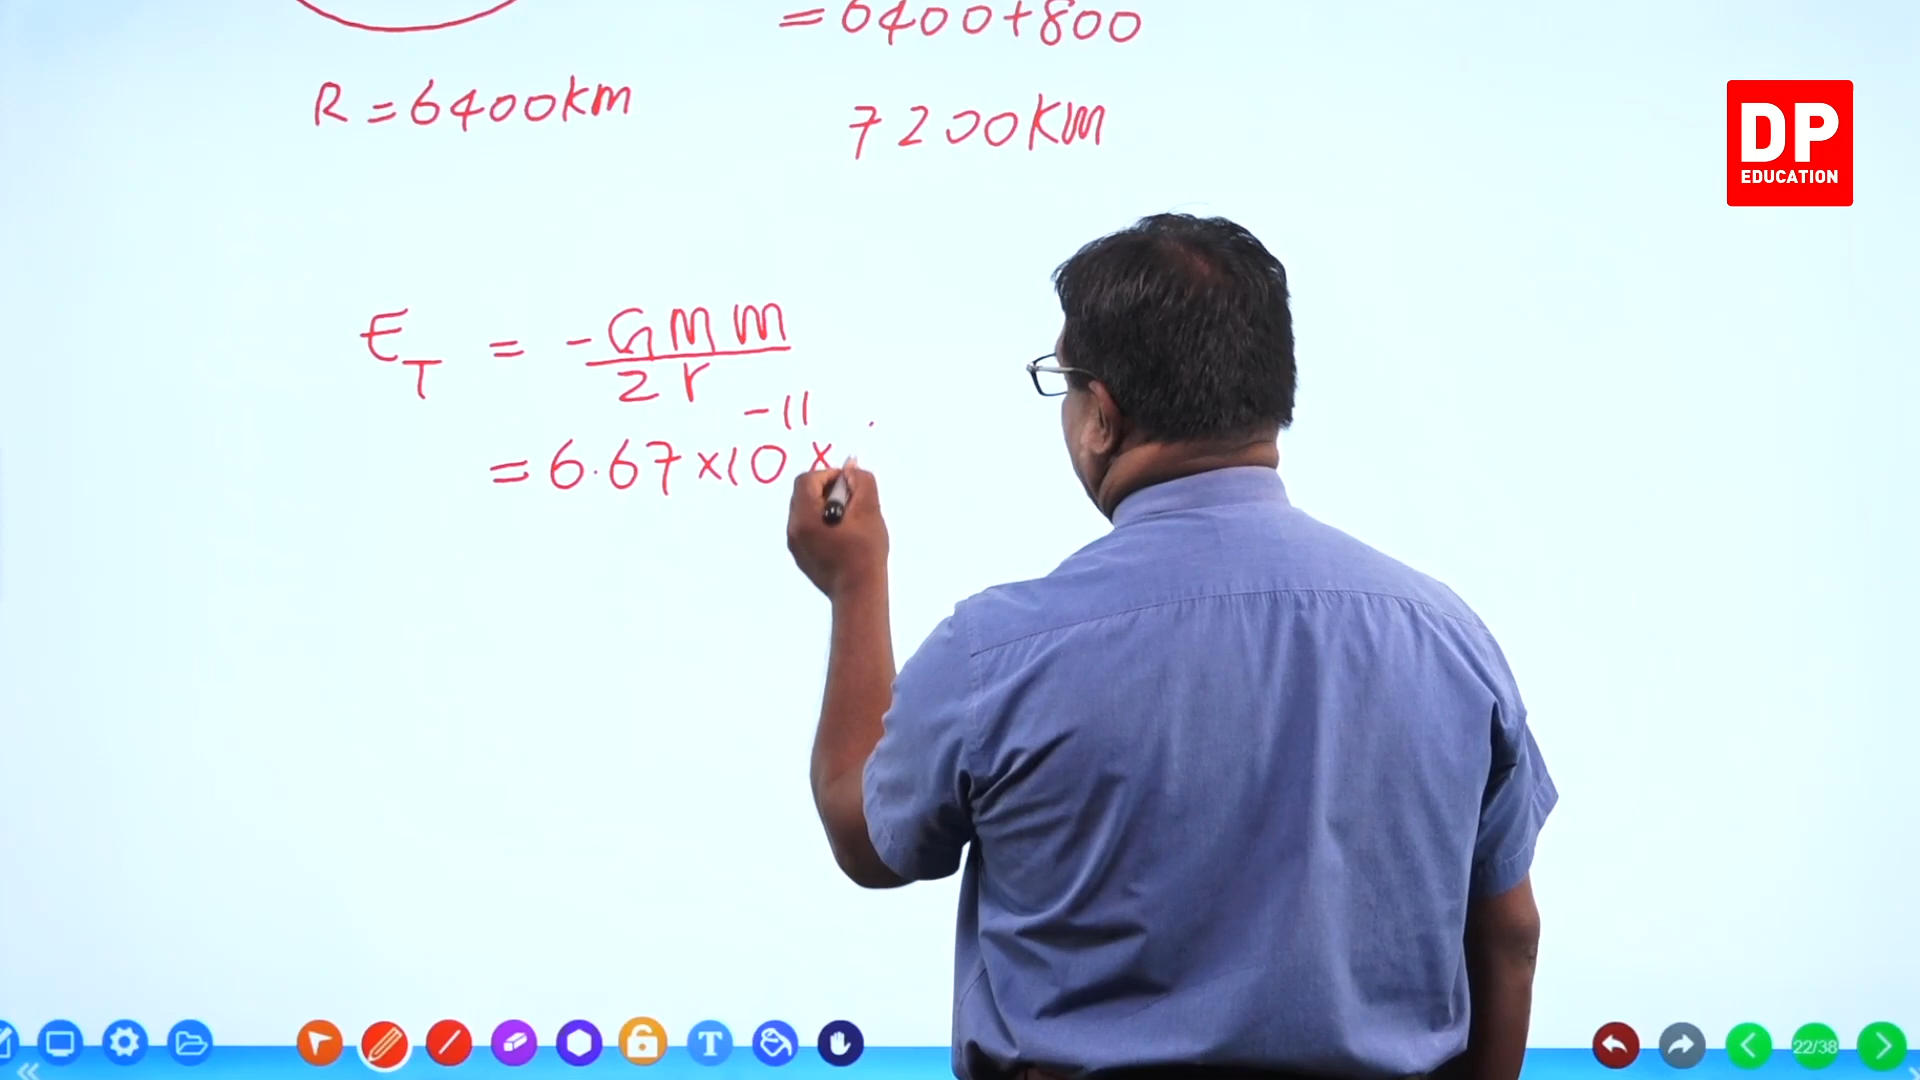 = 6400+800
R = 6400km
7200km
DP
EDUCATION
E_T = -GMm
2r
-11
= 6.67 × 10 ×
T
22/38